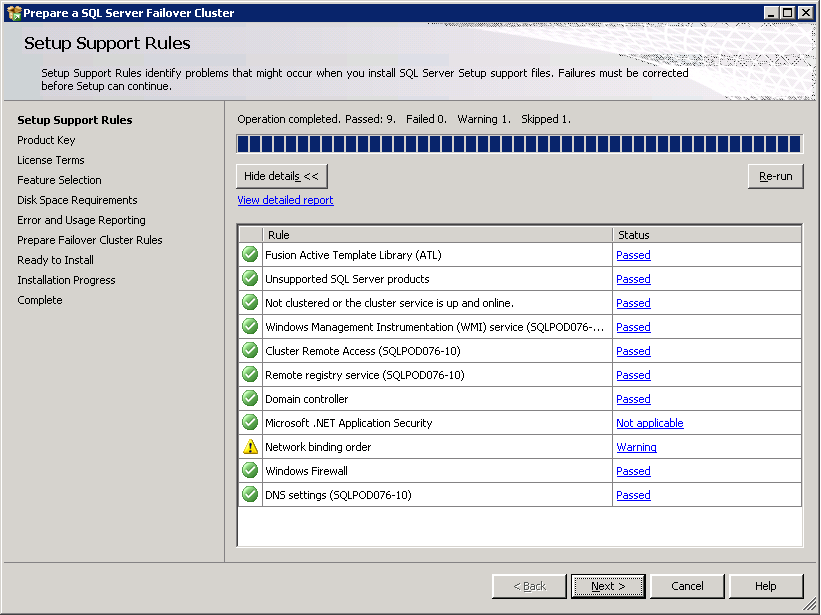 Prepare a SQL Server Failover Cluster
Setup Support Rules
Setup Support Rules identify problems that might occur when you install SQL Server Setup support files. Failures must be corrected
before Setup can continue.
Setup Support Rules
Product Key
License Terms
Feature Selection
Disk Space Requirements
Error and Usage Reporting
Prepare Failover Cluster Rules
Ready to Install
Installation Progress
Complete
Operation completed. Passed: 9.   Failed 0.   Warning 1.   Skipped 1.
Hide details <<
Re-run
View detailed report
Rule Status
Fusion Active Template Library (ATL) Passed
Unsupported SQL Server products Passed
Not clustered or the cluster service is up and online. Passed
Windows Management Instrumentation (WMI) service (SQLPOD076-... Passed
Cluster Remote Access (SQLPOD076-10) Passed
Remote registry service (SQLPOD076-10) Passed
Domain controller Passed
Microsoft .NET Application Security Not applicable
Network binding order Warning
Windows Firewall Passed
DNS settings (SQLPOD076-10) Passed
< Back
Next >
Cancel
Help